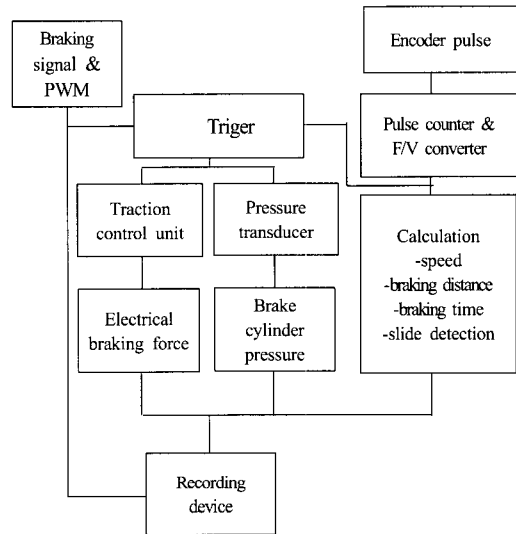 Braking
signal &
PWM
Encoder pulse
Triger
Pulse counter &
F/V converter
Traction
control unit
Pressure
transducer
Calculation
-speed
-braking distance
-braking time
-slide detection
Electrical
braking force
Brake
cylinder
pressure
Recording
device